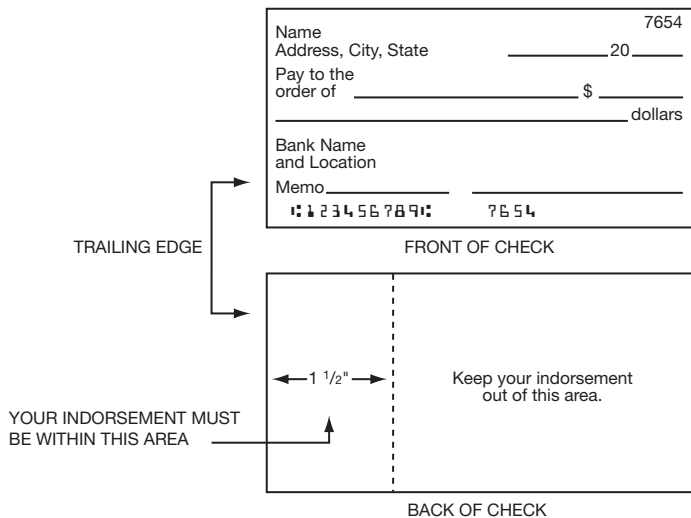 7654
Name
Address, City, State 20
Pay to the
order of $
dollars
Bank Name
and Location
Memo
⑆123456789⑆ 7654
TRAILING EDGE
FRONT OF CHECK
1 1/2"
Keep your indorsement
out of this area.
YOUR INDORSEMENT MUST
BE WITHIN THIS AREA
BACK OF CHECK